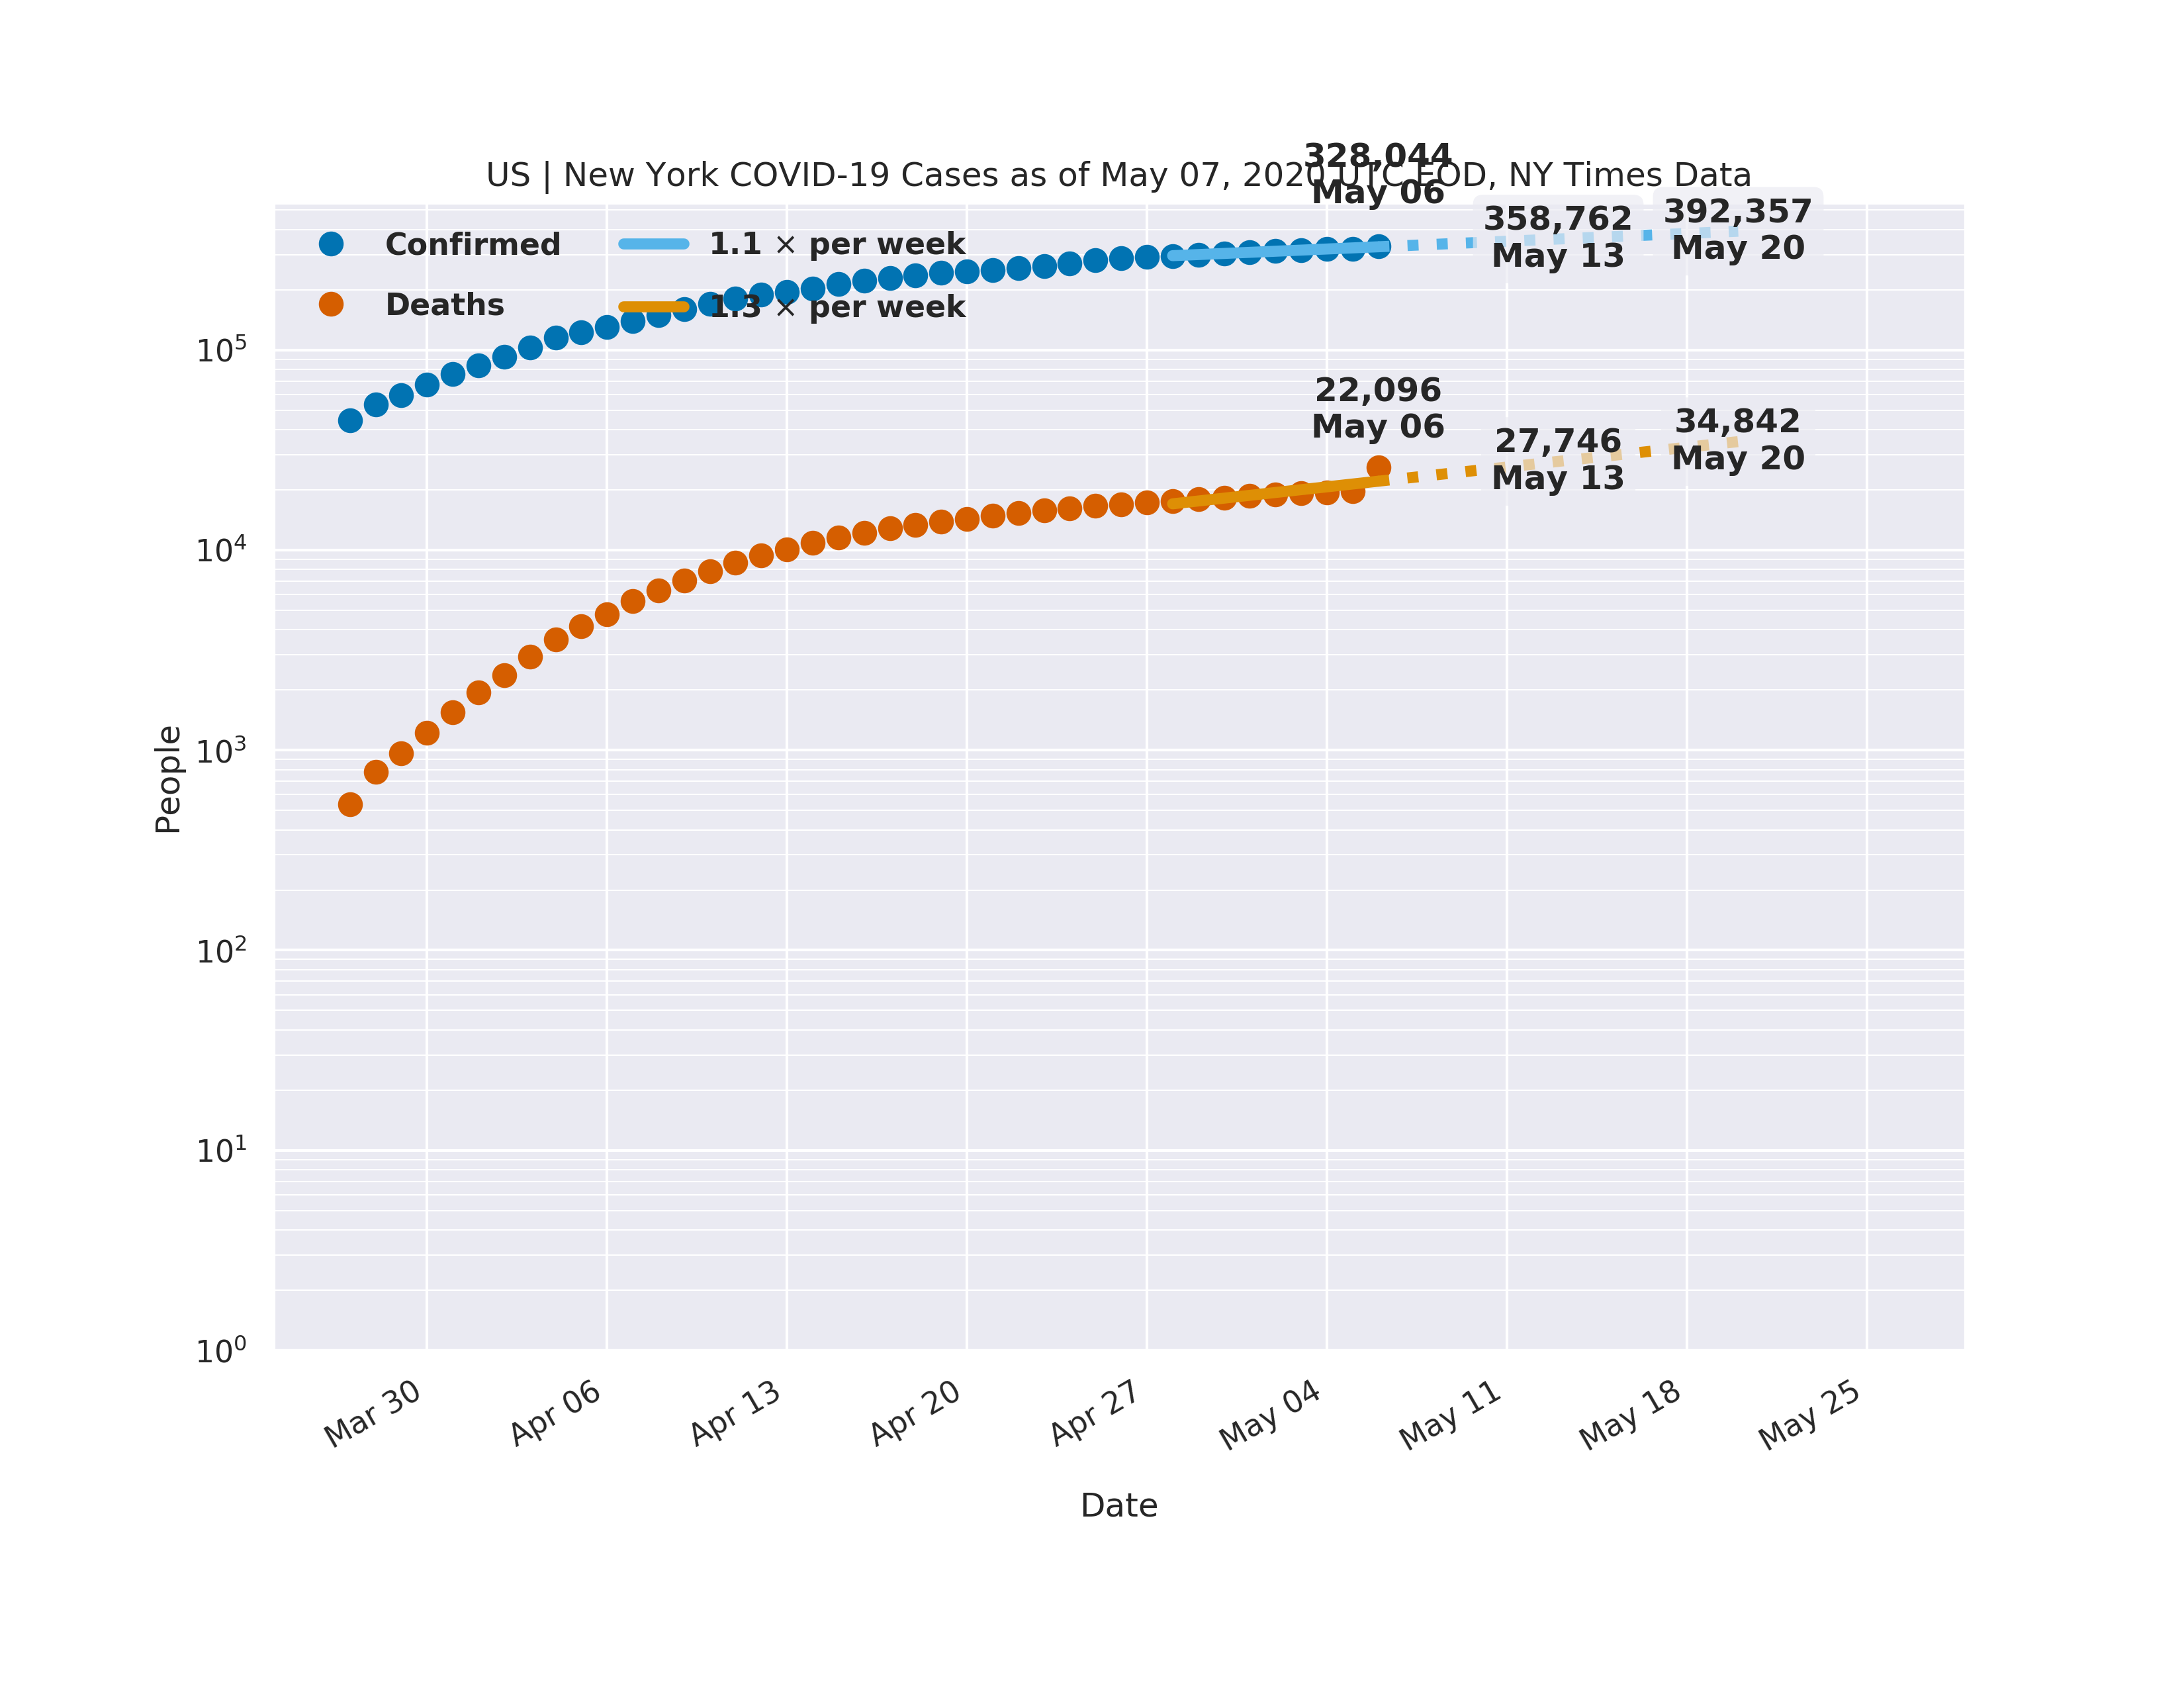 328,044
May 06
US | New York COVID-19 Cases as of May 07, 2020 UTC EOD, NY Times Data
358,762
May 13
392,357
May 20
Confirmed
1.1 × per week
Deaths
1.3 × per week
22,096
May 06
27,746
May 13
34,842
May 20
People
10⁵
10⁴
10³
10²
10¹
10⁰
Mar 30
Apr 06
Apr 13
Apr 20
Apr 27
May 04
May 11
May 18
May 25
Date